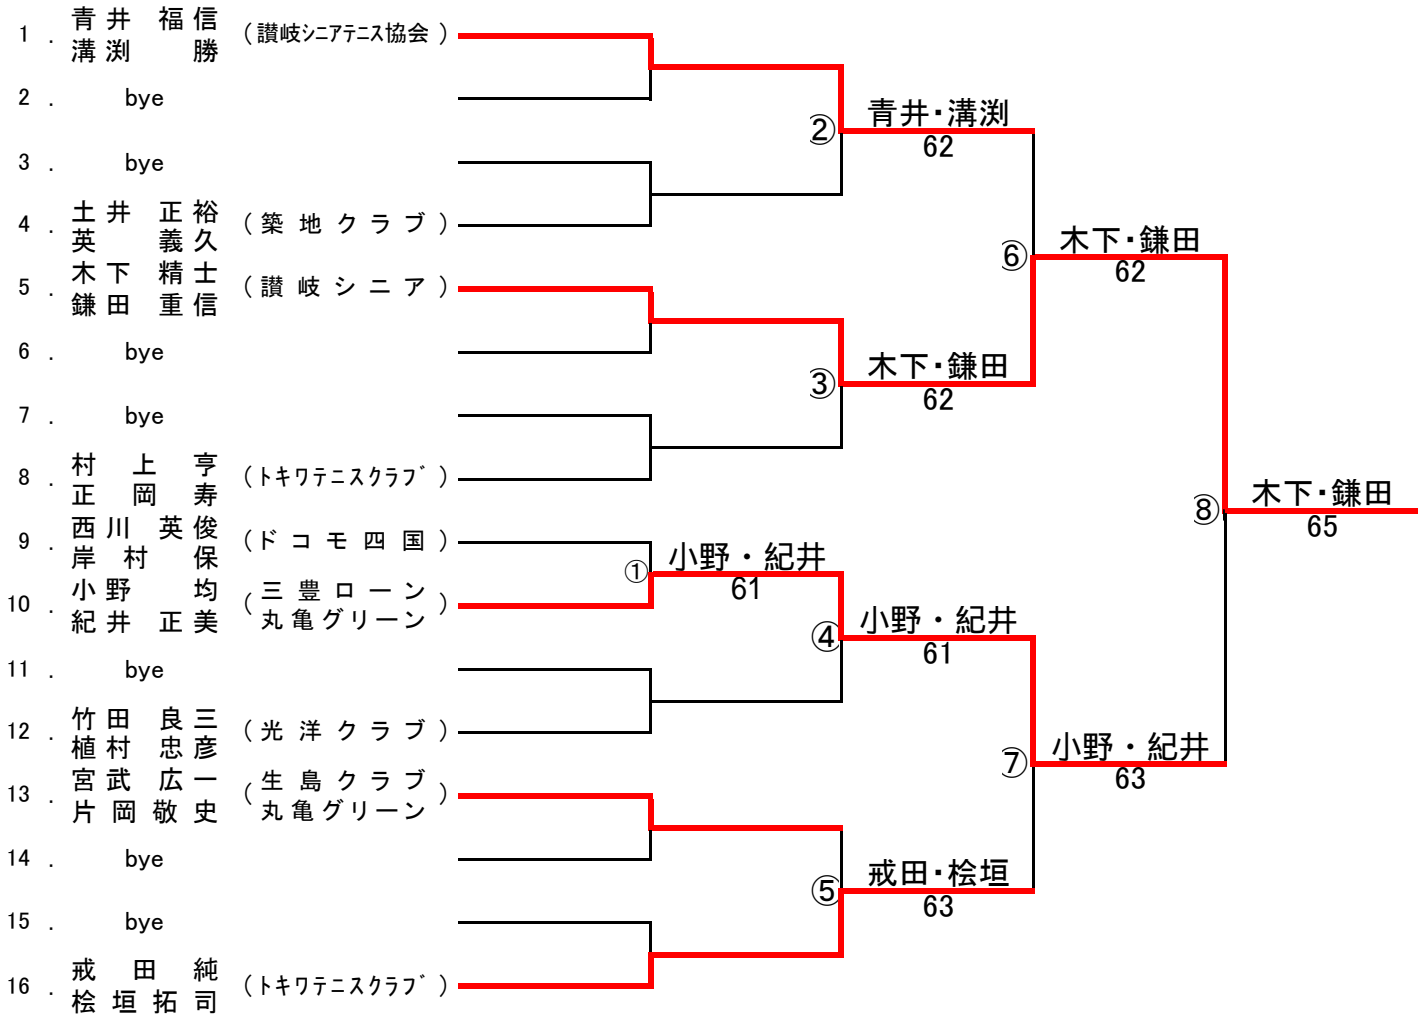 1 . 青井 福信 (讃岐シニアテニス協会)
溝渕 勝
2 . bye
3 . bye
4 . 土井 正裕 (築地クラブ)
英 義久
5 . 木下 精士 (讃岐シニア)
鎌田 重信
6 . bye
7 . bye
8 . 村上 亨 (トキワテニスクラブ)
正岡 寿
9 . 西川 英俊 (ドコモ四国)
岸村 保
10 . 小野 均 (三豊ローン
紀井 正美 丸亀グリーン)
11 . bye
12 . 竹田 良三 (光洋クラブ)
植村 忠彦
13 . 宮武 広一 (生島クラブ
片岡 敬史 丸亀グリーン)
14 . bye
15 . bye
16 . 戒田 純 (トキワテニスクラブ)
桧垣 拓司
① 小野・紀井
61
② 青井・溝渕
62
③ 木下・鎌田
62
④ 小野・紀井
61
⑤ 戒田・桧垣
63
⑥ 木下・鎌田
62
⑦ 小野・紀井
63
⑧ 木下・鎌田
65